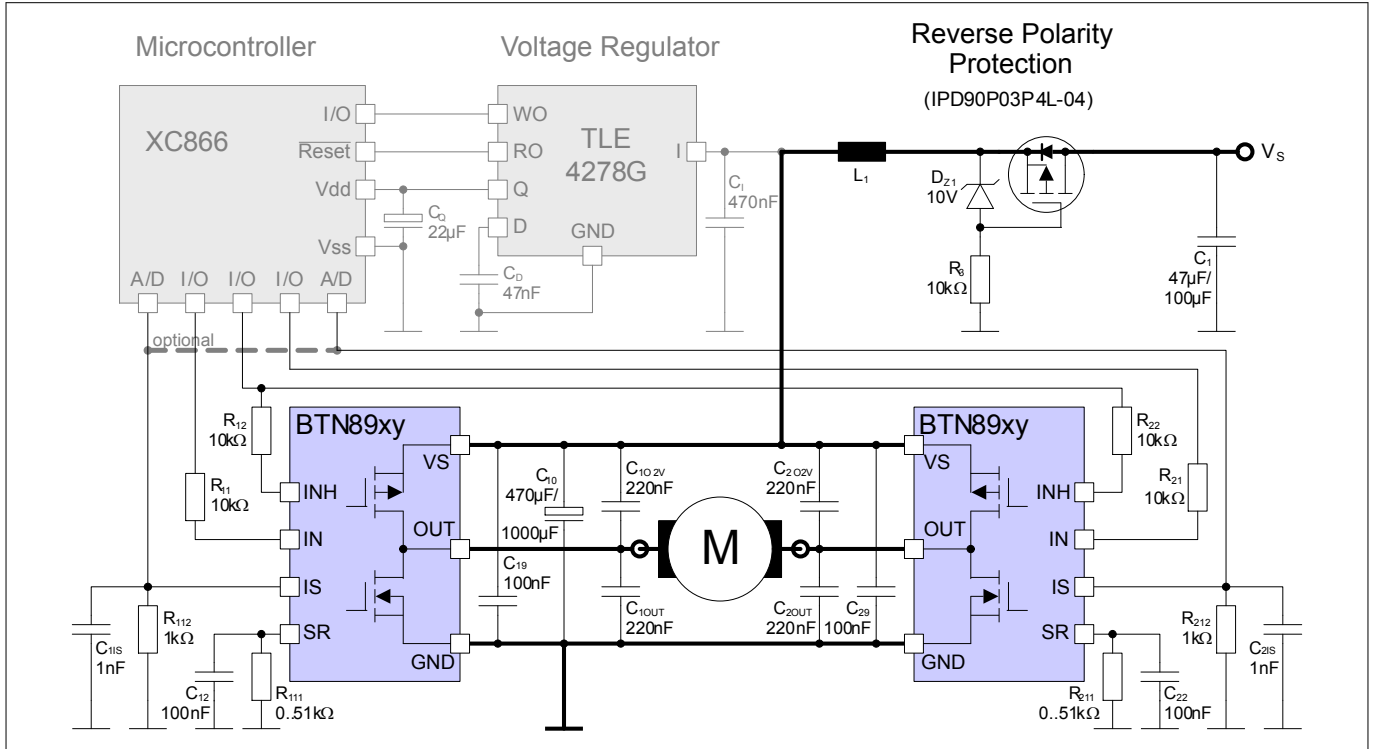 Microcontroller
Voltage Regulator
Reverse Polarity
Protection
(IPD90P03P4L-04)
XC866
I/O
Reset
Vdd
Vss
A/D I/O I/O I/O A/D
WO
RO
Q
D
TLE
4278G
I
GND
CQ
22µF
CD
47nF
CI
470nF
L1
DZ1
10V
R3
10kΩ
VS
C1
47µF/
100µF
optional
R12
10kΩ
R11
10kΩ
BTN89xy
VS
INH
OUT
IN
IS
SR
GND
C10
470µF/
1000µF
C19
100nF
C1O2V
220nF
C1OUT
220nF
M
C2O2V
220nF
C2OUT
220nF
C29
100nF
BTN89xy
VS
INH
OUT
IN
IS
SR
GND
R22
10kΩ
R21
10kΩ
C1IS
1nF
R112
1kΩ
C12
100nF
R111
0..51kΩ
R211
0..51kΩ
C22
100nF
R212
1kΩ
C2IS
1nF